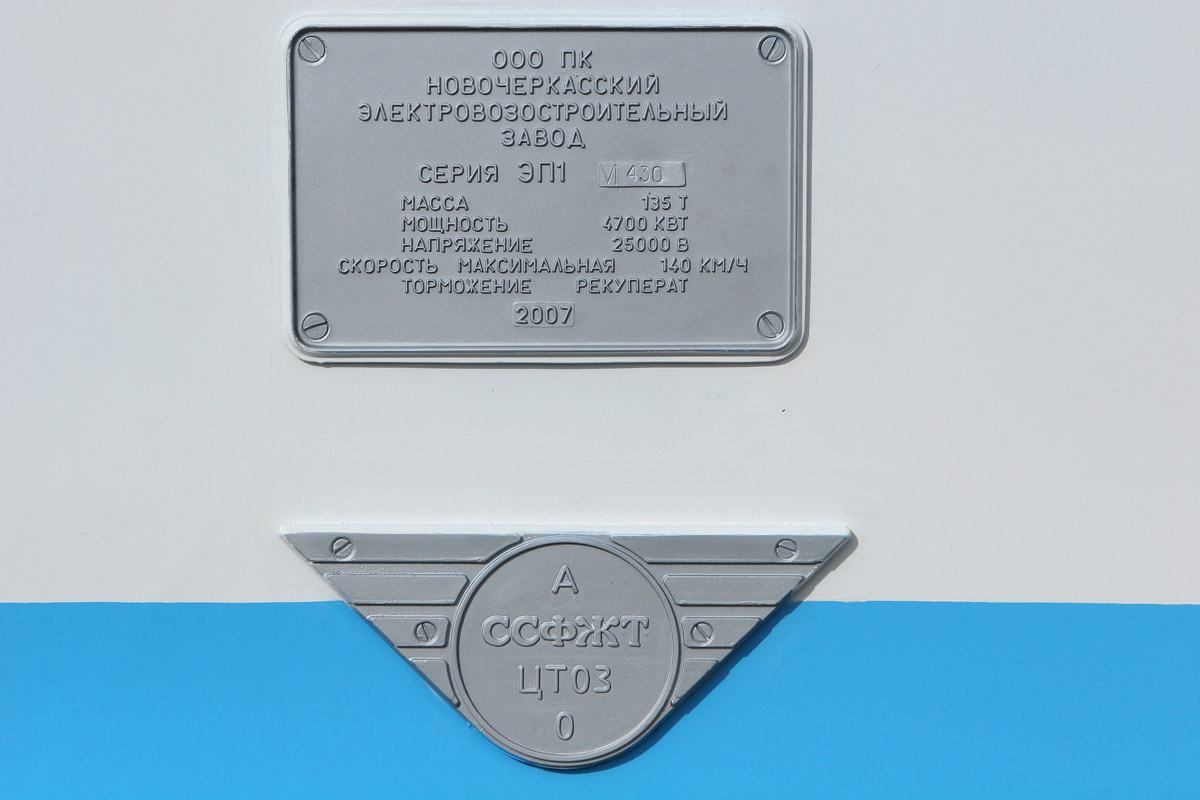 ООО ПК
НОВОЧЕРКАССКИЙ
ЭЛЕКТРОВОЗОСТРОИТЕЛЬНЫЙ
ЗАВОД
СЕРИЯ ЭП1 М 430
МАССА 135 Т
МОЩНОСТЬ 4700 КВТ
НАПРЯЖЕНИЕ 25000 В
СКОРОСТЬ МАКСИМАЛЬНАЯ 140 КМ/Ч
ТОРМОЖЕНИЕ РЕКУПЕРАТ
2007
А
ССФЖТ
ЦТ03
0